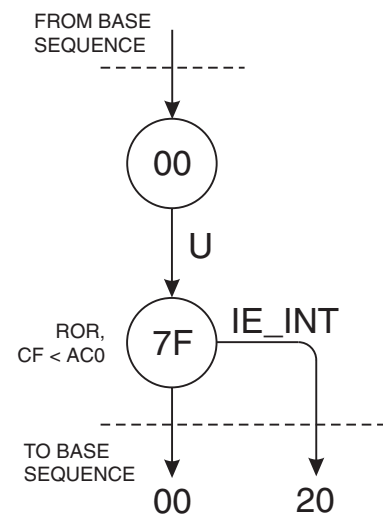 FROM BASE
SEQUENCE
00
U
IE_INT
ROR,
CF < AC0
7F
TO BASE
SEQUENCE
00
20